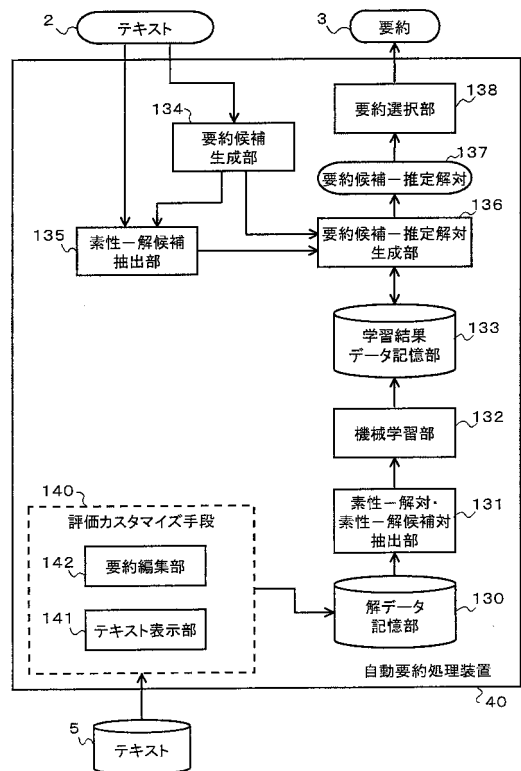 2
テキスト
3
要約
138
要約選択部
134
要約候補
生成部
137
要約候補－推定解対
136
135
素性－解候補
抽出部
要約候補－推定解対
生成部
133
学習結果
データ記憶部
132
機械学習部
140
評価カスタマイズ手段
131
素性－解対・
素性－解候補対
抽出部
142
要約編集部
141
テキスト表示部
130
解データ
記憶部
自動要約処理装置
40
5
テキスト